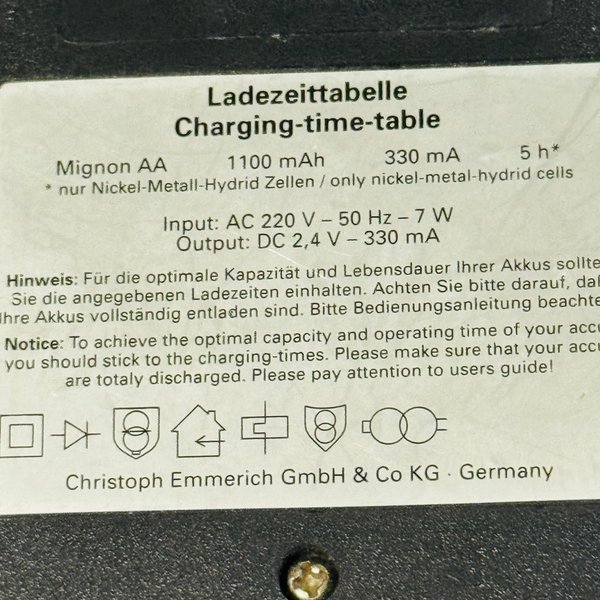 Ladezeittabelle
Charging-time-table
Mignon AA 1100 mAh 330 mA 5 h*
* nur Nickel-Metall-Hydrid Zellen / only nickel-metal-hydrid cells
Input: AC 220 V – 50 Hz – 7 W
Output: DC 2,4 V – 330 mA
Hinweis: Für die optimale Kapazität und Lebensdauer Ihrer Akkus sollte
Sie die angegebenen Ladezeiten einhalten. Achten Sie bitte darauf, daß
Ihre Akkus vollständig entladen sind. Bitte Bedienungsanleitung beachte
Notice: To achieve the optimal capacity and operating time of your accu
you should stick to the charging-times. Please make sure that your accu
are totaly discharged. Please pay attention to users guide!
Christoph Emmerich GmbH & Co KG · Germany